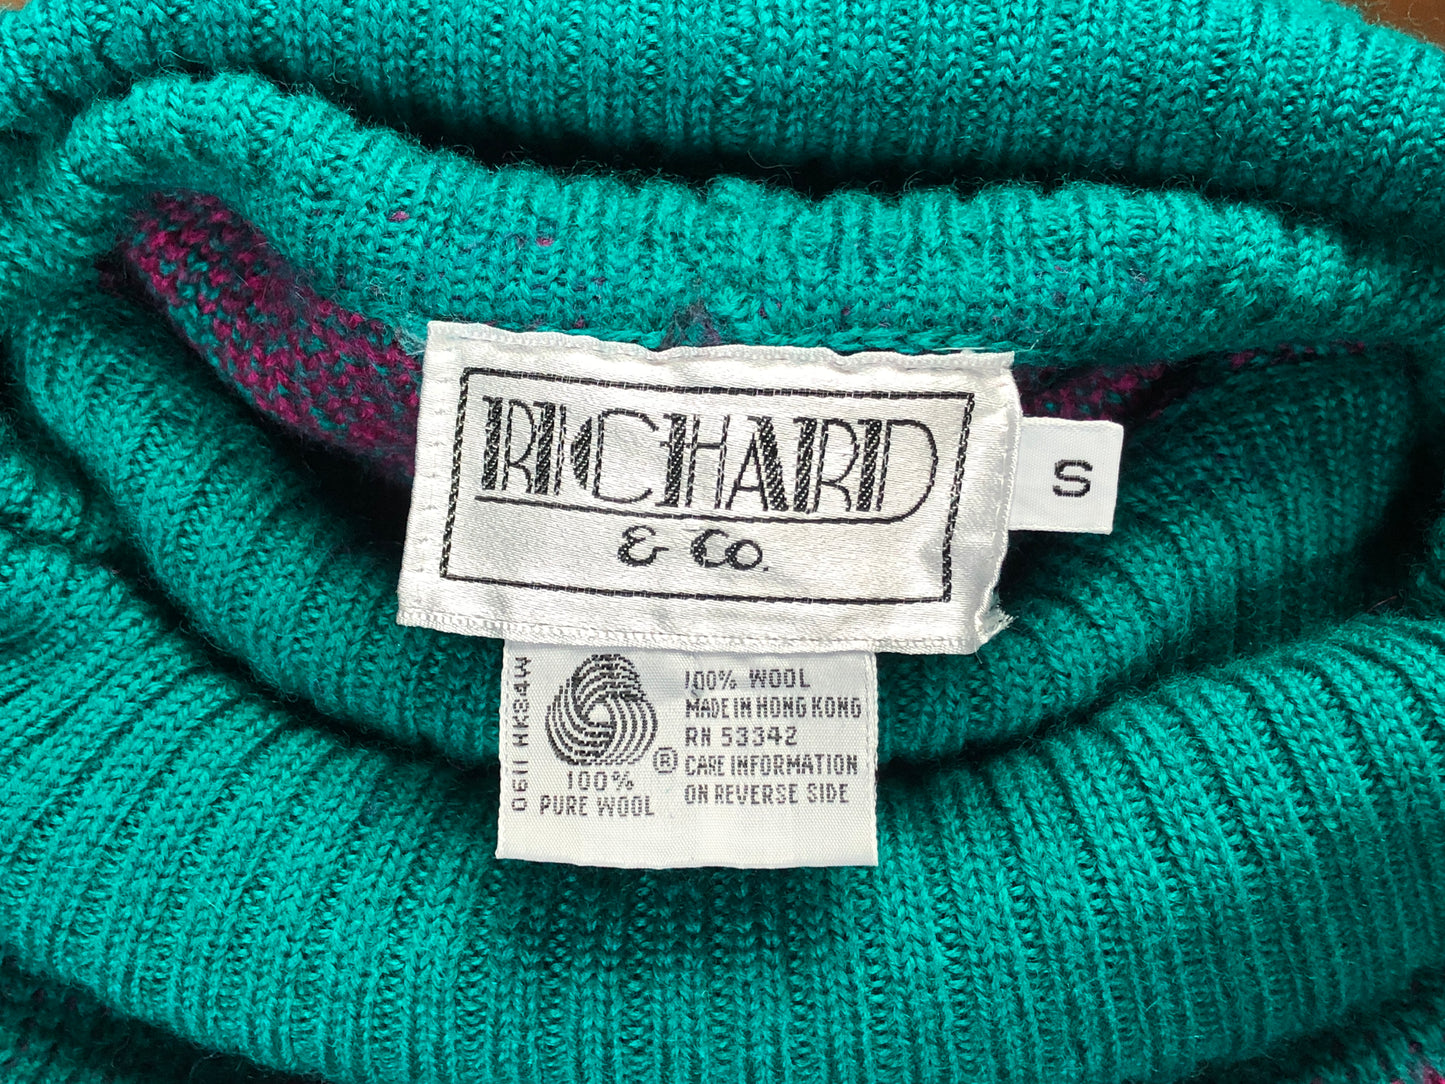 RICHARD
& Co.
S
0611 HK84W
100%
PURE WOOL
®
100% WOOL
MADE IN HONG KONG
RN 53342
CARE INFORMATION
ON REVERSE SIDE